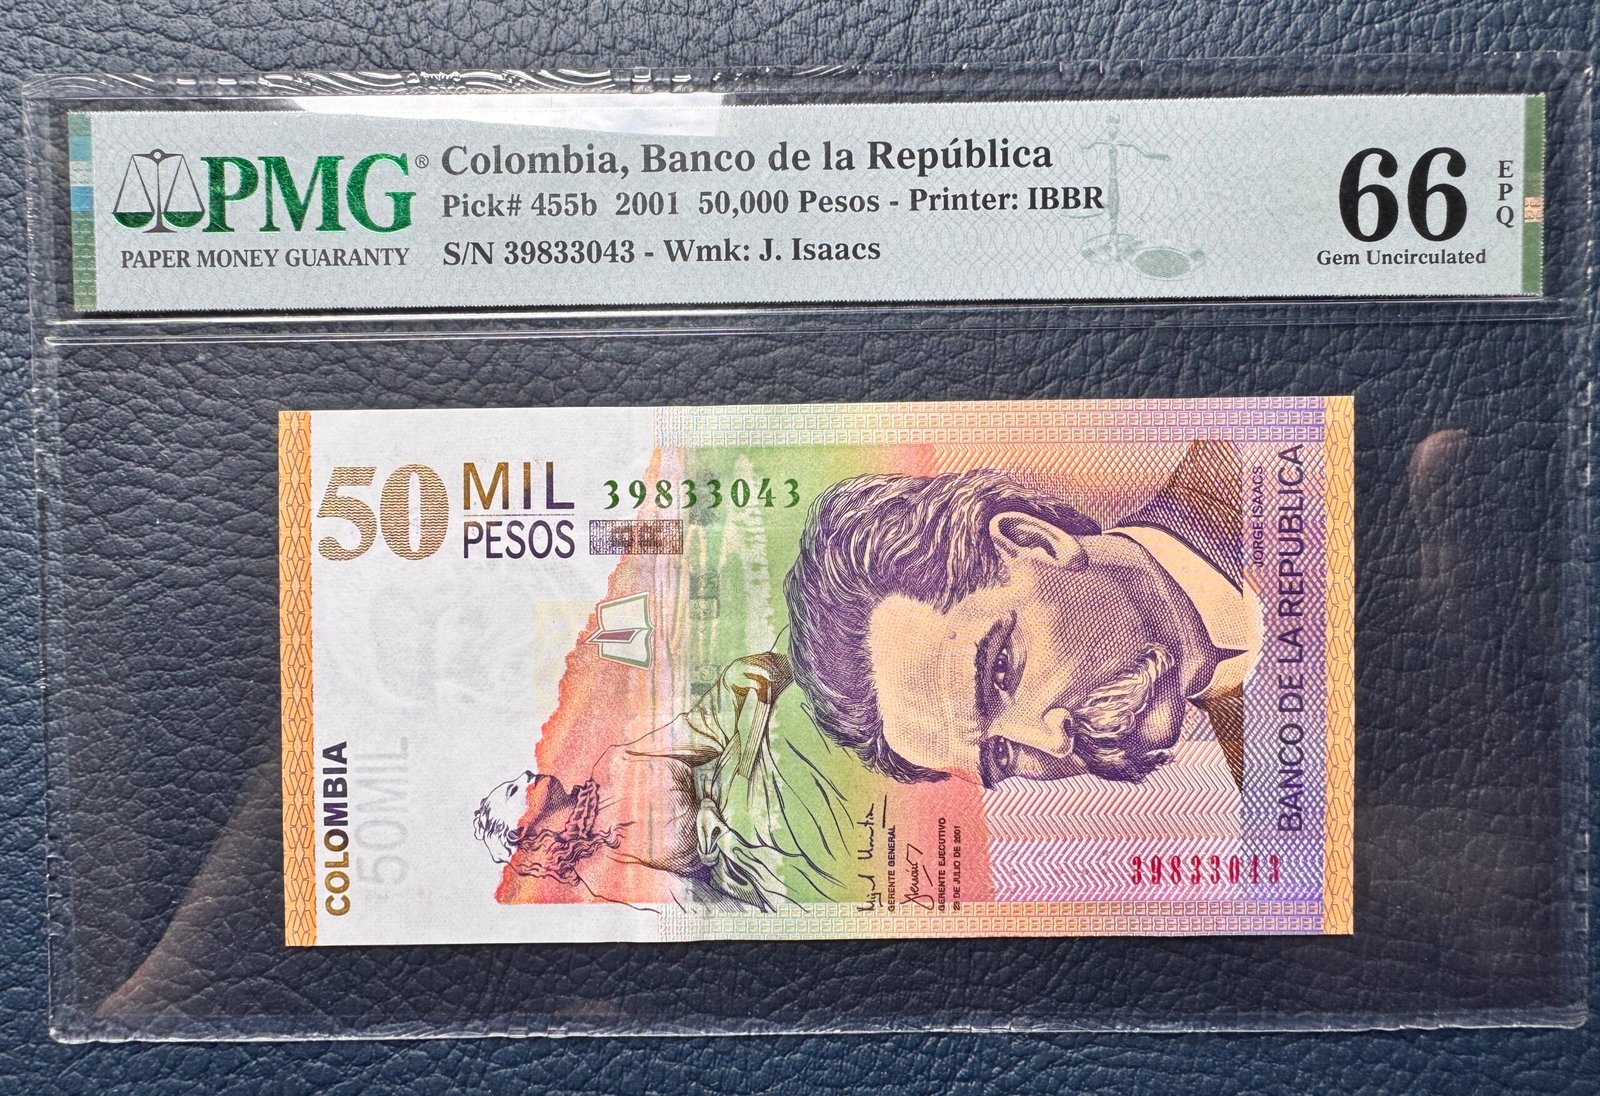 PMG®
PAPER MONEY GUARANTY
Colombia, Banco de la República
Pick# 455b 2001 50,000 Pesos - Printer: IBBR
S/N 39833043 - Wmk: J. Isaacs
66
EPQ
Gem Uncirculated
50 MIL
PESOS
39833043
COLOMBIA
50 MIL
GERENTE GENERAL
GERENTE EJECUTIVO
23 DE JULIO DE 2001
JORGE ISAACS
BANCO DE LA REPUBLICA
39833043